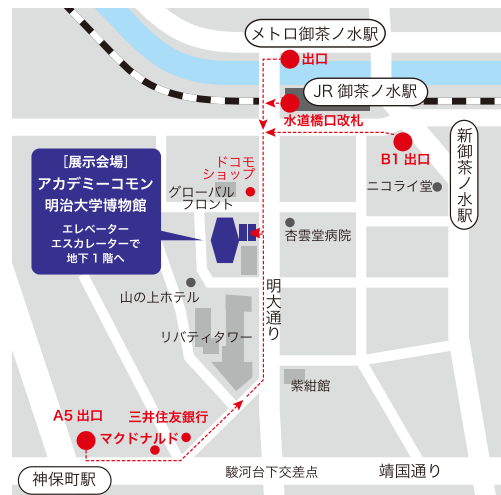 メトロ御茶ノ水駅
出口
JR御茶ノ水駅
水道橋口改札
B1出口
新御茶ノ水駅
ニコライ堂
[展示会場]
アカデミーコモン
明治大学博物館
エレベーター
エスカレーターで
地下1階へ
ドコモ
ショップ
グローバル
フロント
杏雲堂病院
山の上ホテル
明大通り
リバティタワー
紫紺館
A5出口
三井住友銀行
マクドナルド
神保町駅
駿河台下交差点
靖国通り